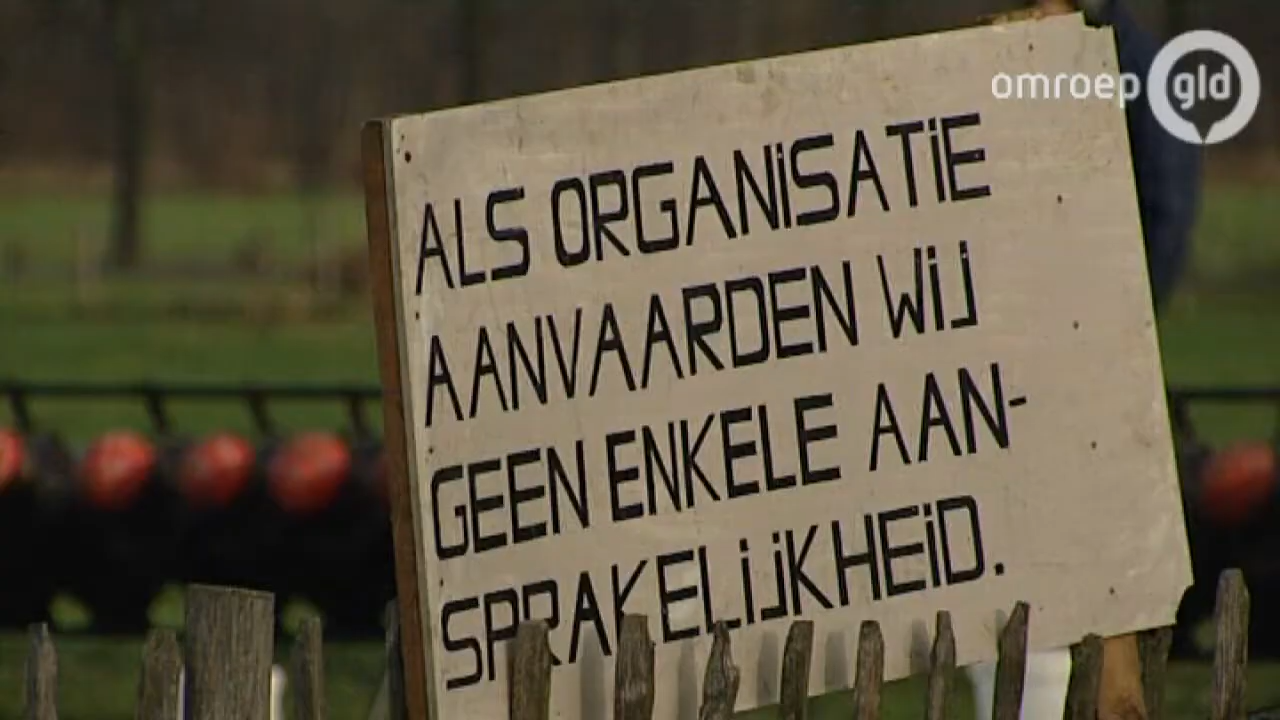 omroep gld
ALS ORGANiSATiE
AANVAARDEN WiJ
GEEN ENKELE AAN-
SPRAKELiJKHEiD.